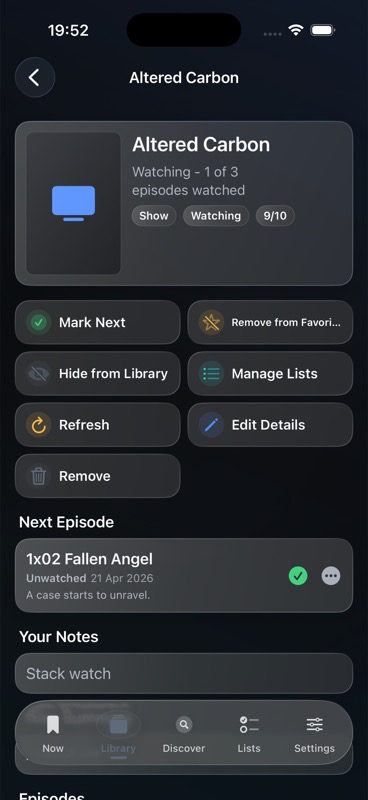 19:52
Altered Carbon
Altered Carbon
Watching - 1 of 3
episodes watched
Show
Watching
9/10
Mark Next
Remove from Favori...
Hide from Library
Manage Lists
Refresh
Edit Details
Remove
Next Episode
1x02 Fallen Angel
Unwatched 21 Apr 2026
A case starts to unravel.
Your Notes
Stack watch
Now
Library
Discover
Lists
Settings
Episodes